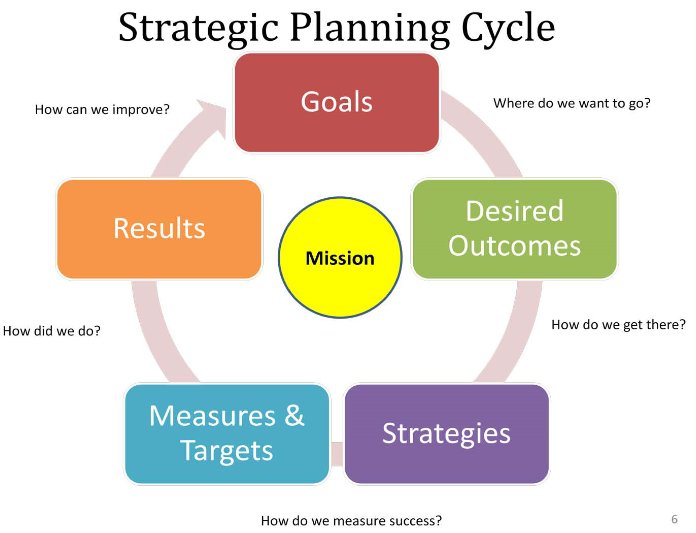 Strategic Planning Cycle
Goals
How can we improve?
Where do we want to go?
Results
Desired
Outcomes
Mission
How did we do?
How do we get there?
Measures &
Targets
Strategies
How do we measure success?
6